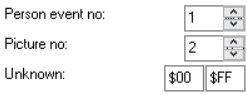 Person event no: 1
Picture no: 2
Unknown: $00 $FF